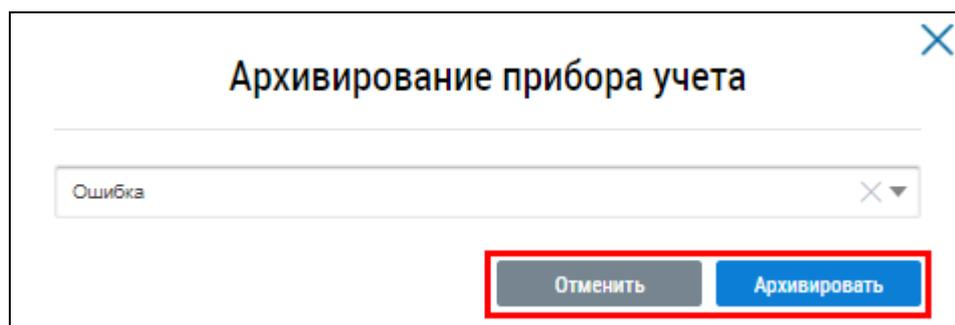 Архивирование прибора учета
Ошибка
Отменить Архивировать